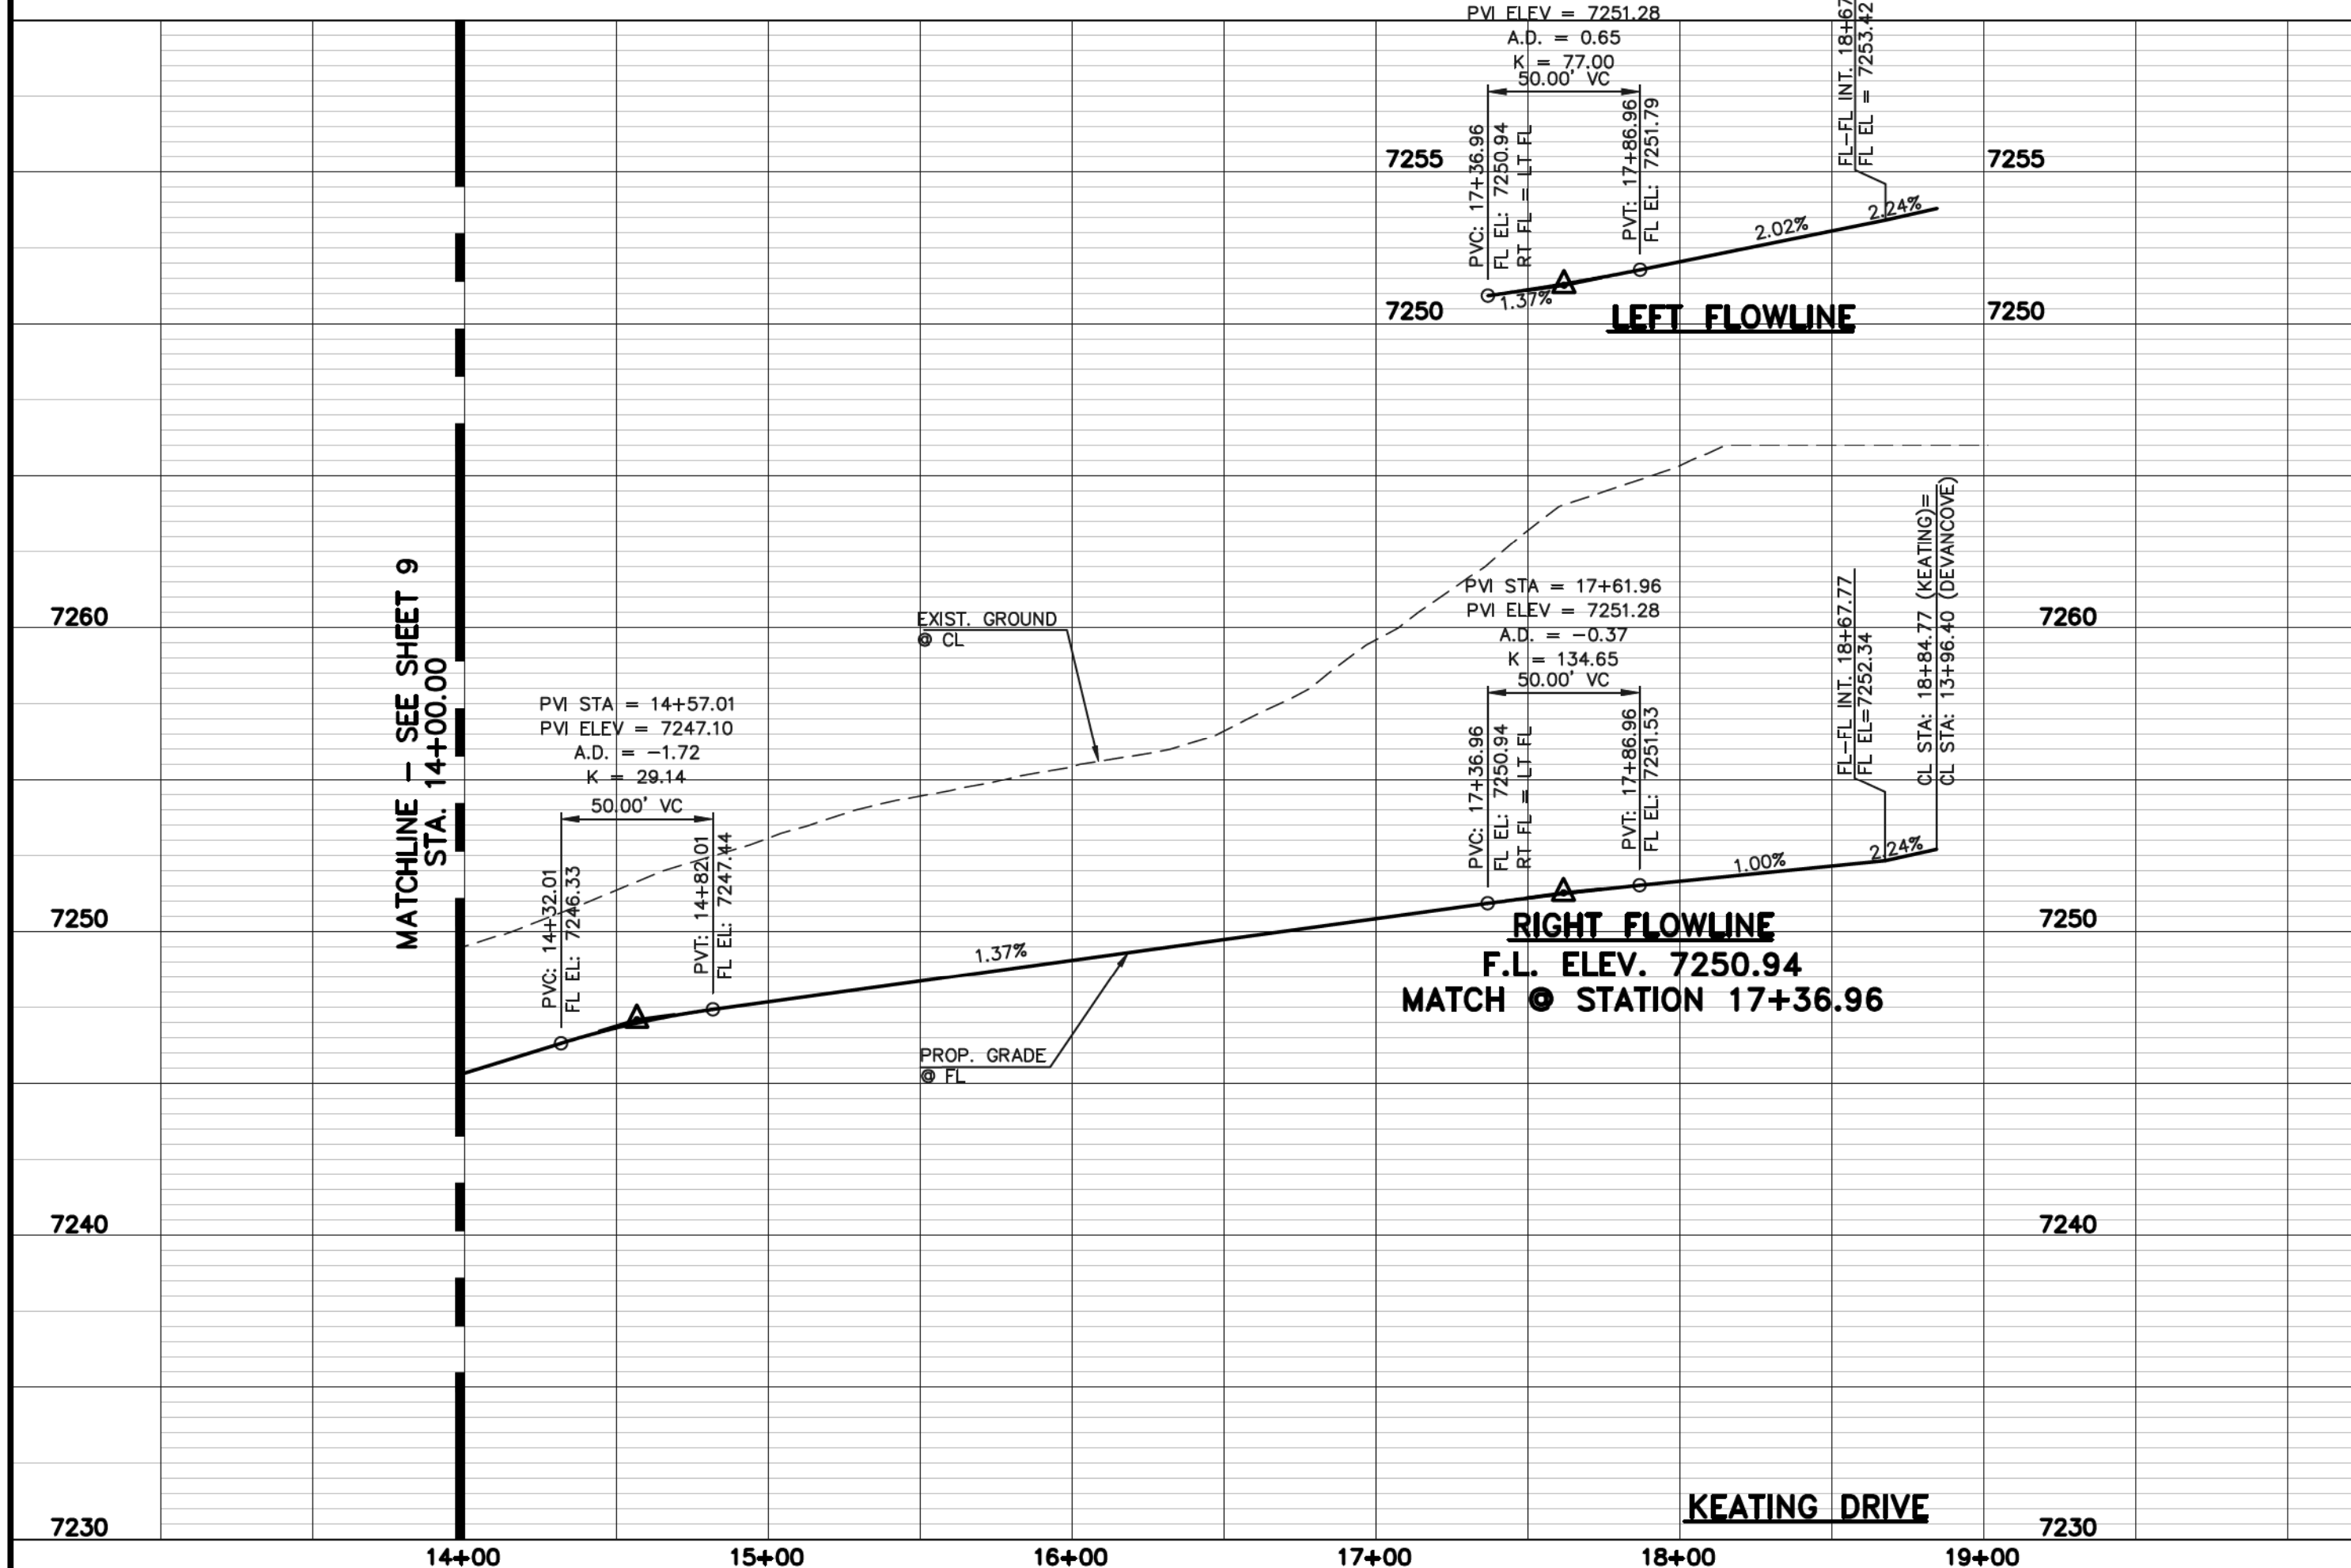 PVI ELEV = 7251.28
A.D. = 0.65
K = 77.00
50.00' VC
PVC: 17+36.96
FL EL: 7250.94
RT FL = LT FL
PVT: 17+86.96
FL EL: 7251.79
FL-FL INT. 18+67
FL EL = 7253.42
7255
7255
1.37%
2.02%
2.24%
7250
7250
LEFT FLOWLINE
MATCHLINE - SEE SHEET 9
STA. 14+00.00
7260
7260
EXIST. GROUND
@ CL
PVI STA = 14+57.01
PVI ELEV = 7247.10
A.D. = -1.72
K = 29.14
50.00' VC
PVC: 14+32.01
FL EL: 7246.33
PVT: 14+82.01
FL EL: 7247.44
PVI STA = 17+61.96
PVI ELEV = 7251.28
A.D. = -0.37
K = 134.65
50.00' VC
PVC: 17+36.96
FL EL: 7250.94
RT FL = LT FL
PVT: 17+86.96
FL EL: 7251.53
FL-FL INT. 18+67.77
FL EL=7252.34
CL STA: 18+84.77 (KEATING)=
CL STA: 13+96.40 (DEVANCOVE)
1.37%
1.00%
2.24%
7250
7250
RIGHT FLOWLINE
F.L. ELEV. 7250.94
MATCH @ STATION 17+36.96
PROP. GRADE
@ FL
7240
7240
KEATING DRIVE
7230
7230
14+00
15+00
16+00
17+00
18+00
19+00